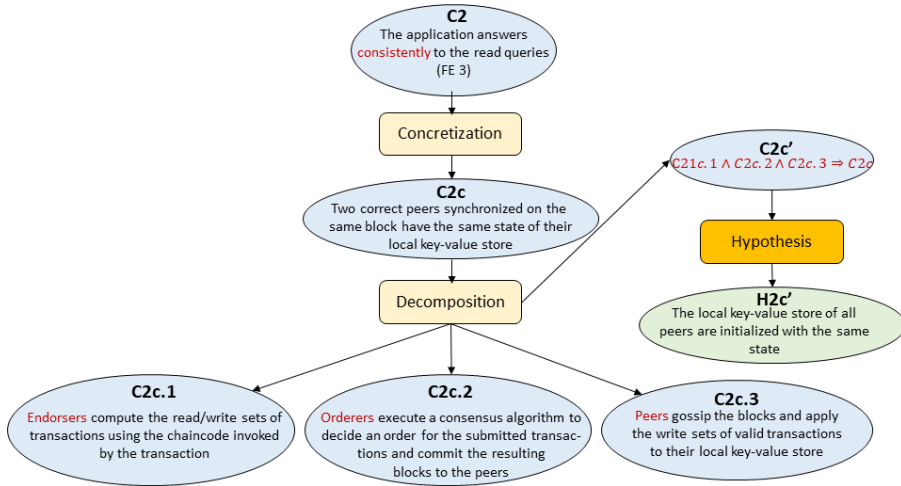 C2
The application answers
consistently to the read queries
(FE 3)
Concretization
C2c
Two correct peers synchronized on the
same block have the same state of their
local key-value store
Decomposition
C2c'
C21c.1 ∧ C2c.2 ∧ C2c.3 ⇒ C2c
Hypothesis
H2c'
The local key-value store of all
peers are initialized with the same
state
C2c.1
Endorsers compute the read/write sets of
transactions using the chaincode invoked
by the transaction
C2c.2
Orderers execute a consensus algorithm to
decide an order for the submitted transac-
tions and commit the resulting
blocks to the peers
C2c.3
Peers gossip the blocks and apply
the write sets of valid transactions
to their local key-value store